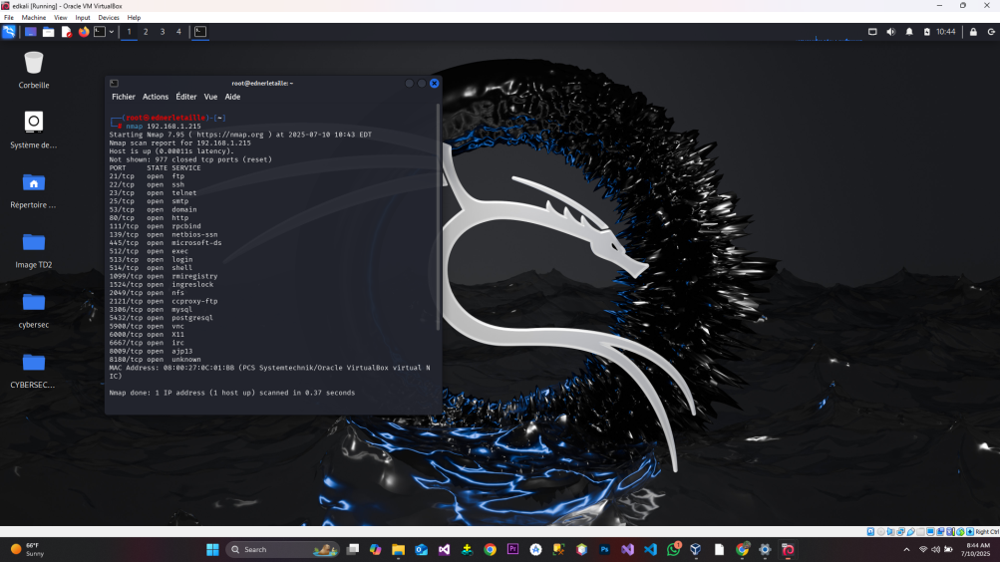 edkali [Running] - Oracle VM VirtualBox
File Machine View Input Devices Help
1 2 3 4
10:44
Corbeille
Système de...
Répertoire ...
Image TD2
cybersec
CYBERSEC...
root@ednerletaille: ~
Fichier Actions Éditer Vue Aide
┌──(root㉿ednerletaille)-[~]
└─# nmap 192.168.1.215
Starting Nmap 7.95 ( https://nmap.org ) at 2025-07-10 10:43 EDT
Nmap scan report for 192.168.1.215
Host is up (0.00011s latency).
Not shown: 977 closed tcp ports (reset)
PORT STATE SERVICE
21/tcp open ftp
22/tcp open ssh
23/tcp open telnet
25/tcp open smtp
53/tcp open domain
80/tcp open http
111/tcp open rpcbind
139/tcp open netbios-ssn
445/tcp open microsoft-ds
512/tcp open exec
513/tcp open login
514/tcp open shell
1099/tcp open rmiregistry
1524/tcp open ingreslock
2049/tcp open nfs
2121/tcp open ccproxy-ftp
3306/tcp open mysql
5432/tcp open postgresql
5900/tcp open vnc
6000/tcp open X11
6667/tcp open irc
8009/tcp open ajp13
8180/tcp open unknown
MAC Address: 08:00:27:0C:01:BB (PCS Systemtechnik/Oracle VirtualBox virtual N
IC)
Nmap done: 1 IP address (1 host up) scanned in 0.37 seconds
Right Ctrl
66°F
Sunny
Search
Pr
Ps
1
8:44 AM
7/10/2025